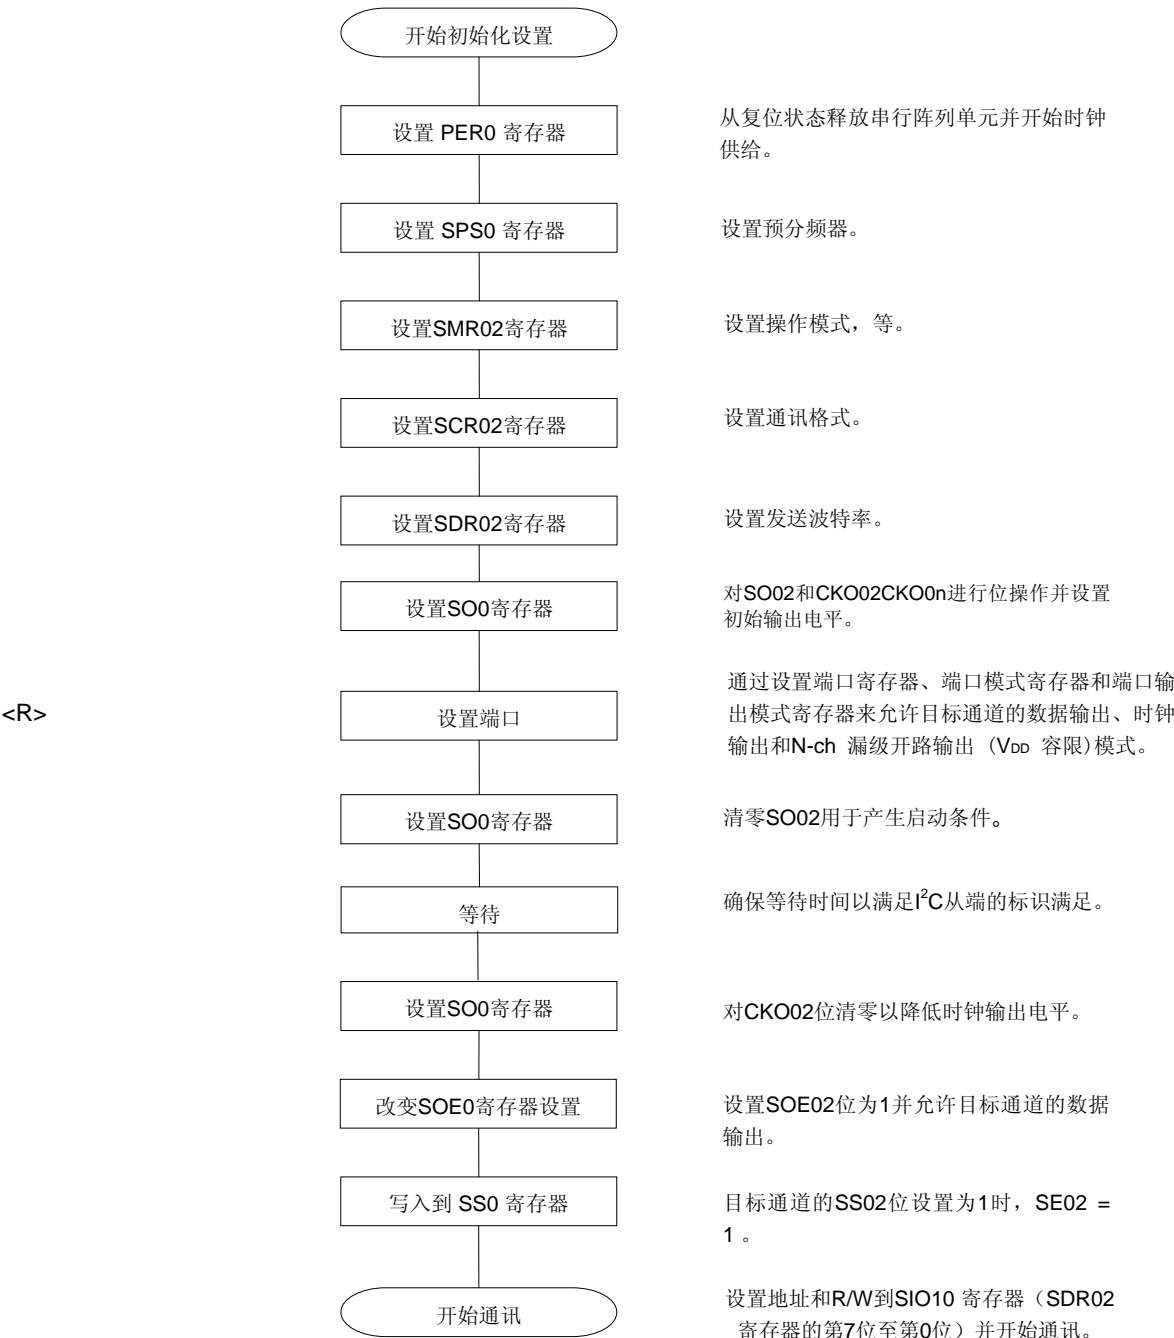 开始初始化设置
设置 PER0 寄存器
从复位状态释放串行阵列单元并开始时钟
供给。
设置 SPS0 寄存器
设置预分频器。
设置SMR02寄存器
设置操作模式，等。
设置SCR02寄存器
设置通讯格式。
设置SDR02寄存器
设置发送波特率。
设置SO0寄存器
对SO02和CKO02CKO0n进行位操作并设置
初始输出电平。
<R>
设置端口
通过设置端口寄存器、端口模式寄存器和端口输
出模式寄存器来允许目标通道的数据输出、时钟
输出和N-ch 漏级开路输出 (VDD 容限)模式。
设置SO0寄存器
清零SO02用于产生启动条件。
等待
确保等待时间以满足I²C从端的标识满足。
设置SO0寄存器
对CKO02位清零以降低时钟输出电平。
改变SOE0寄存器设置
设置SOE02位为1并允许目标通道的数据
输出。
写入到 SS0 寄存器
目标通道的SS02位设置为1时，SE02 =
1 。
开始通讯
设置地址和R/W到SIO10 寄存器（SDR02
寄存器的第7位至第0位）并开始通讯。